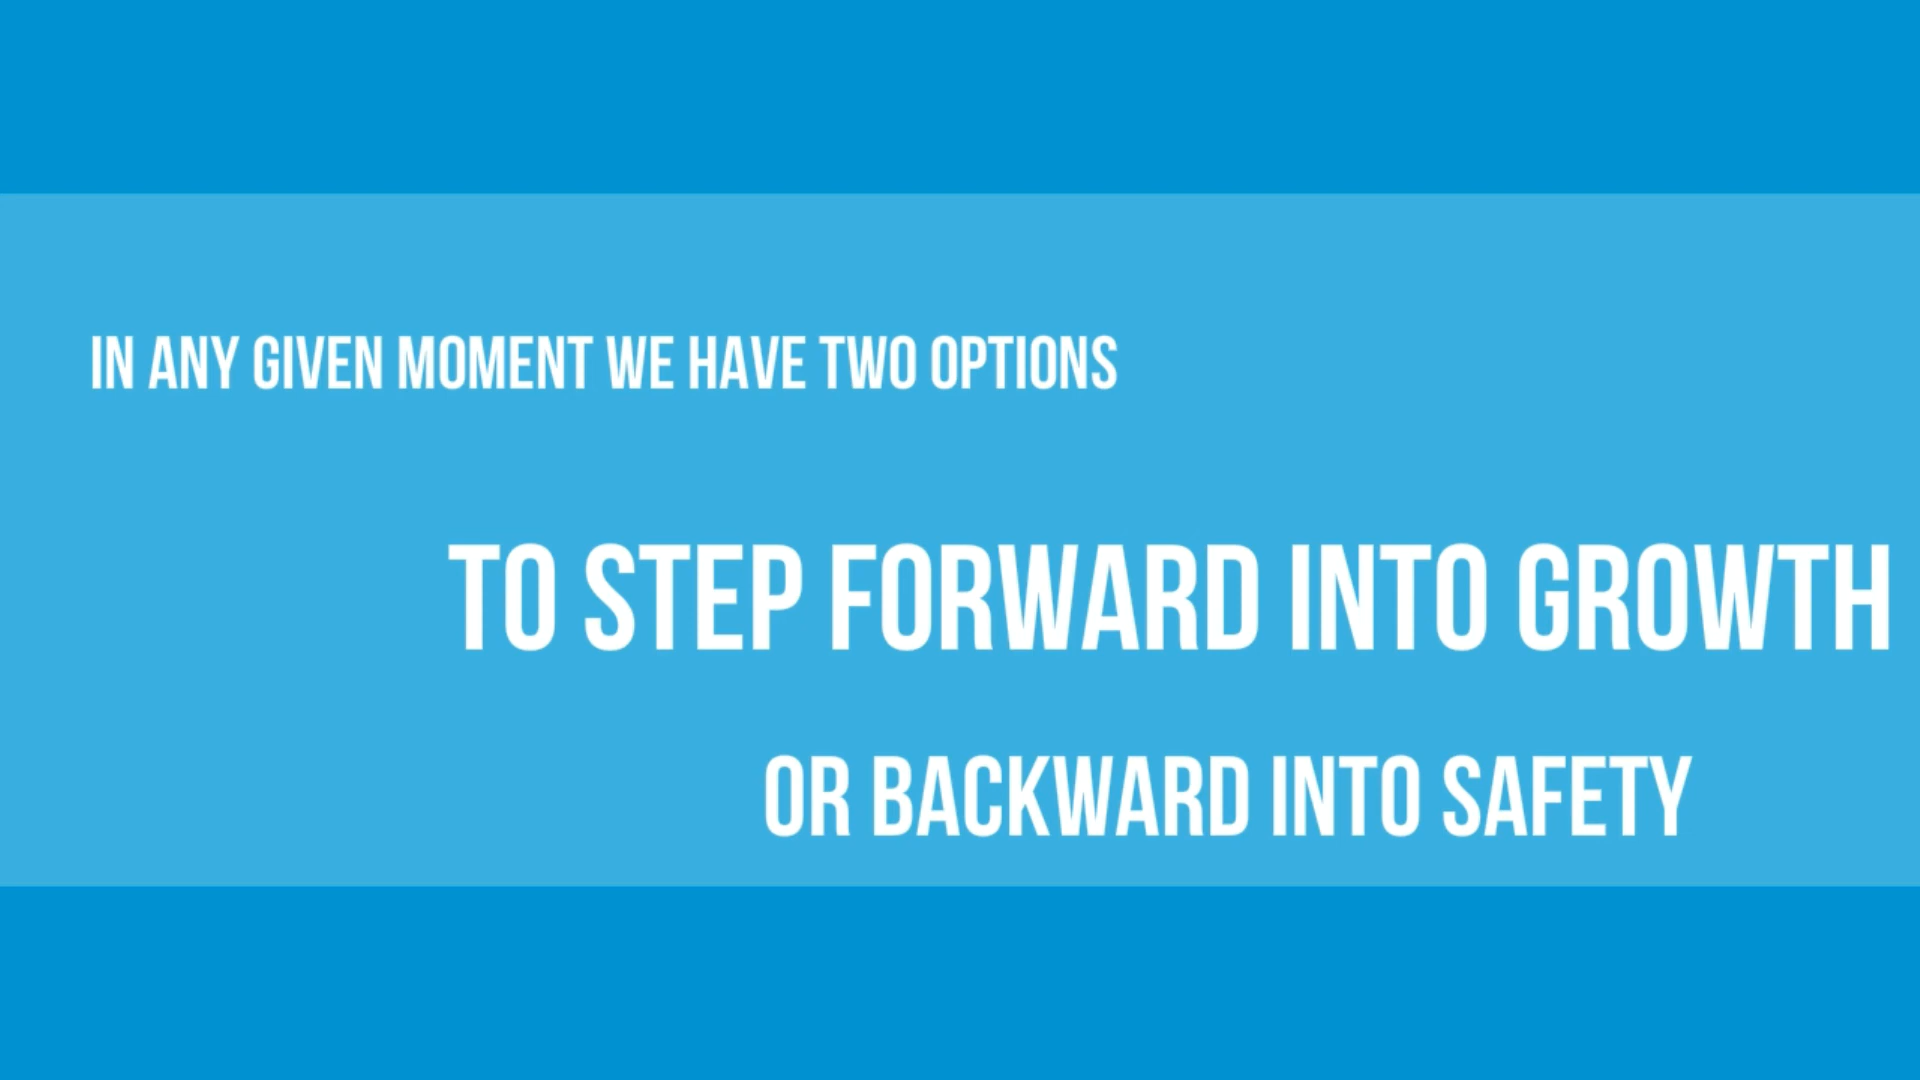 IN ANY GIVEN MOMENT WE HAVE TWO OPTIONS
TO STEP FORWARD INTO GROWTH
OR BACKWARD INTO SAFETY